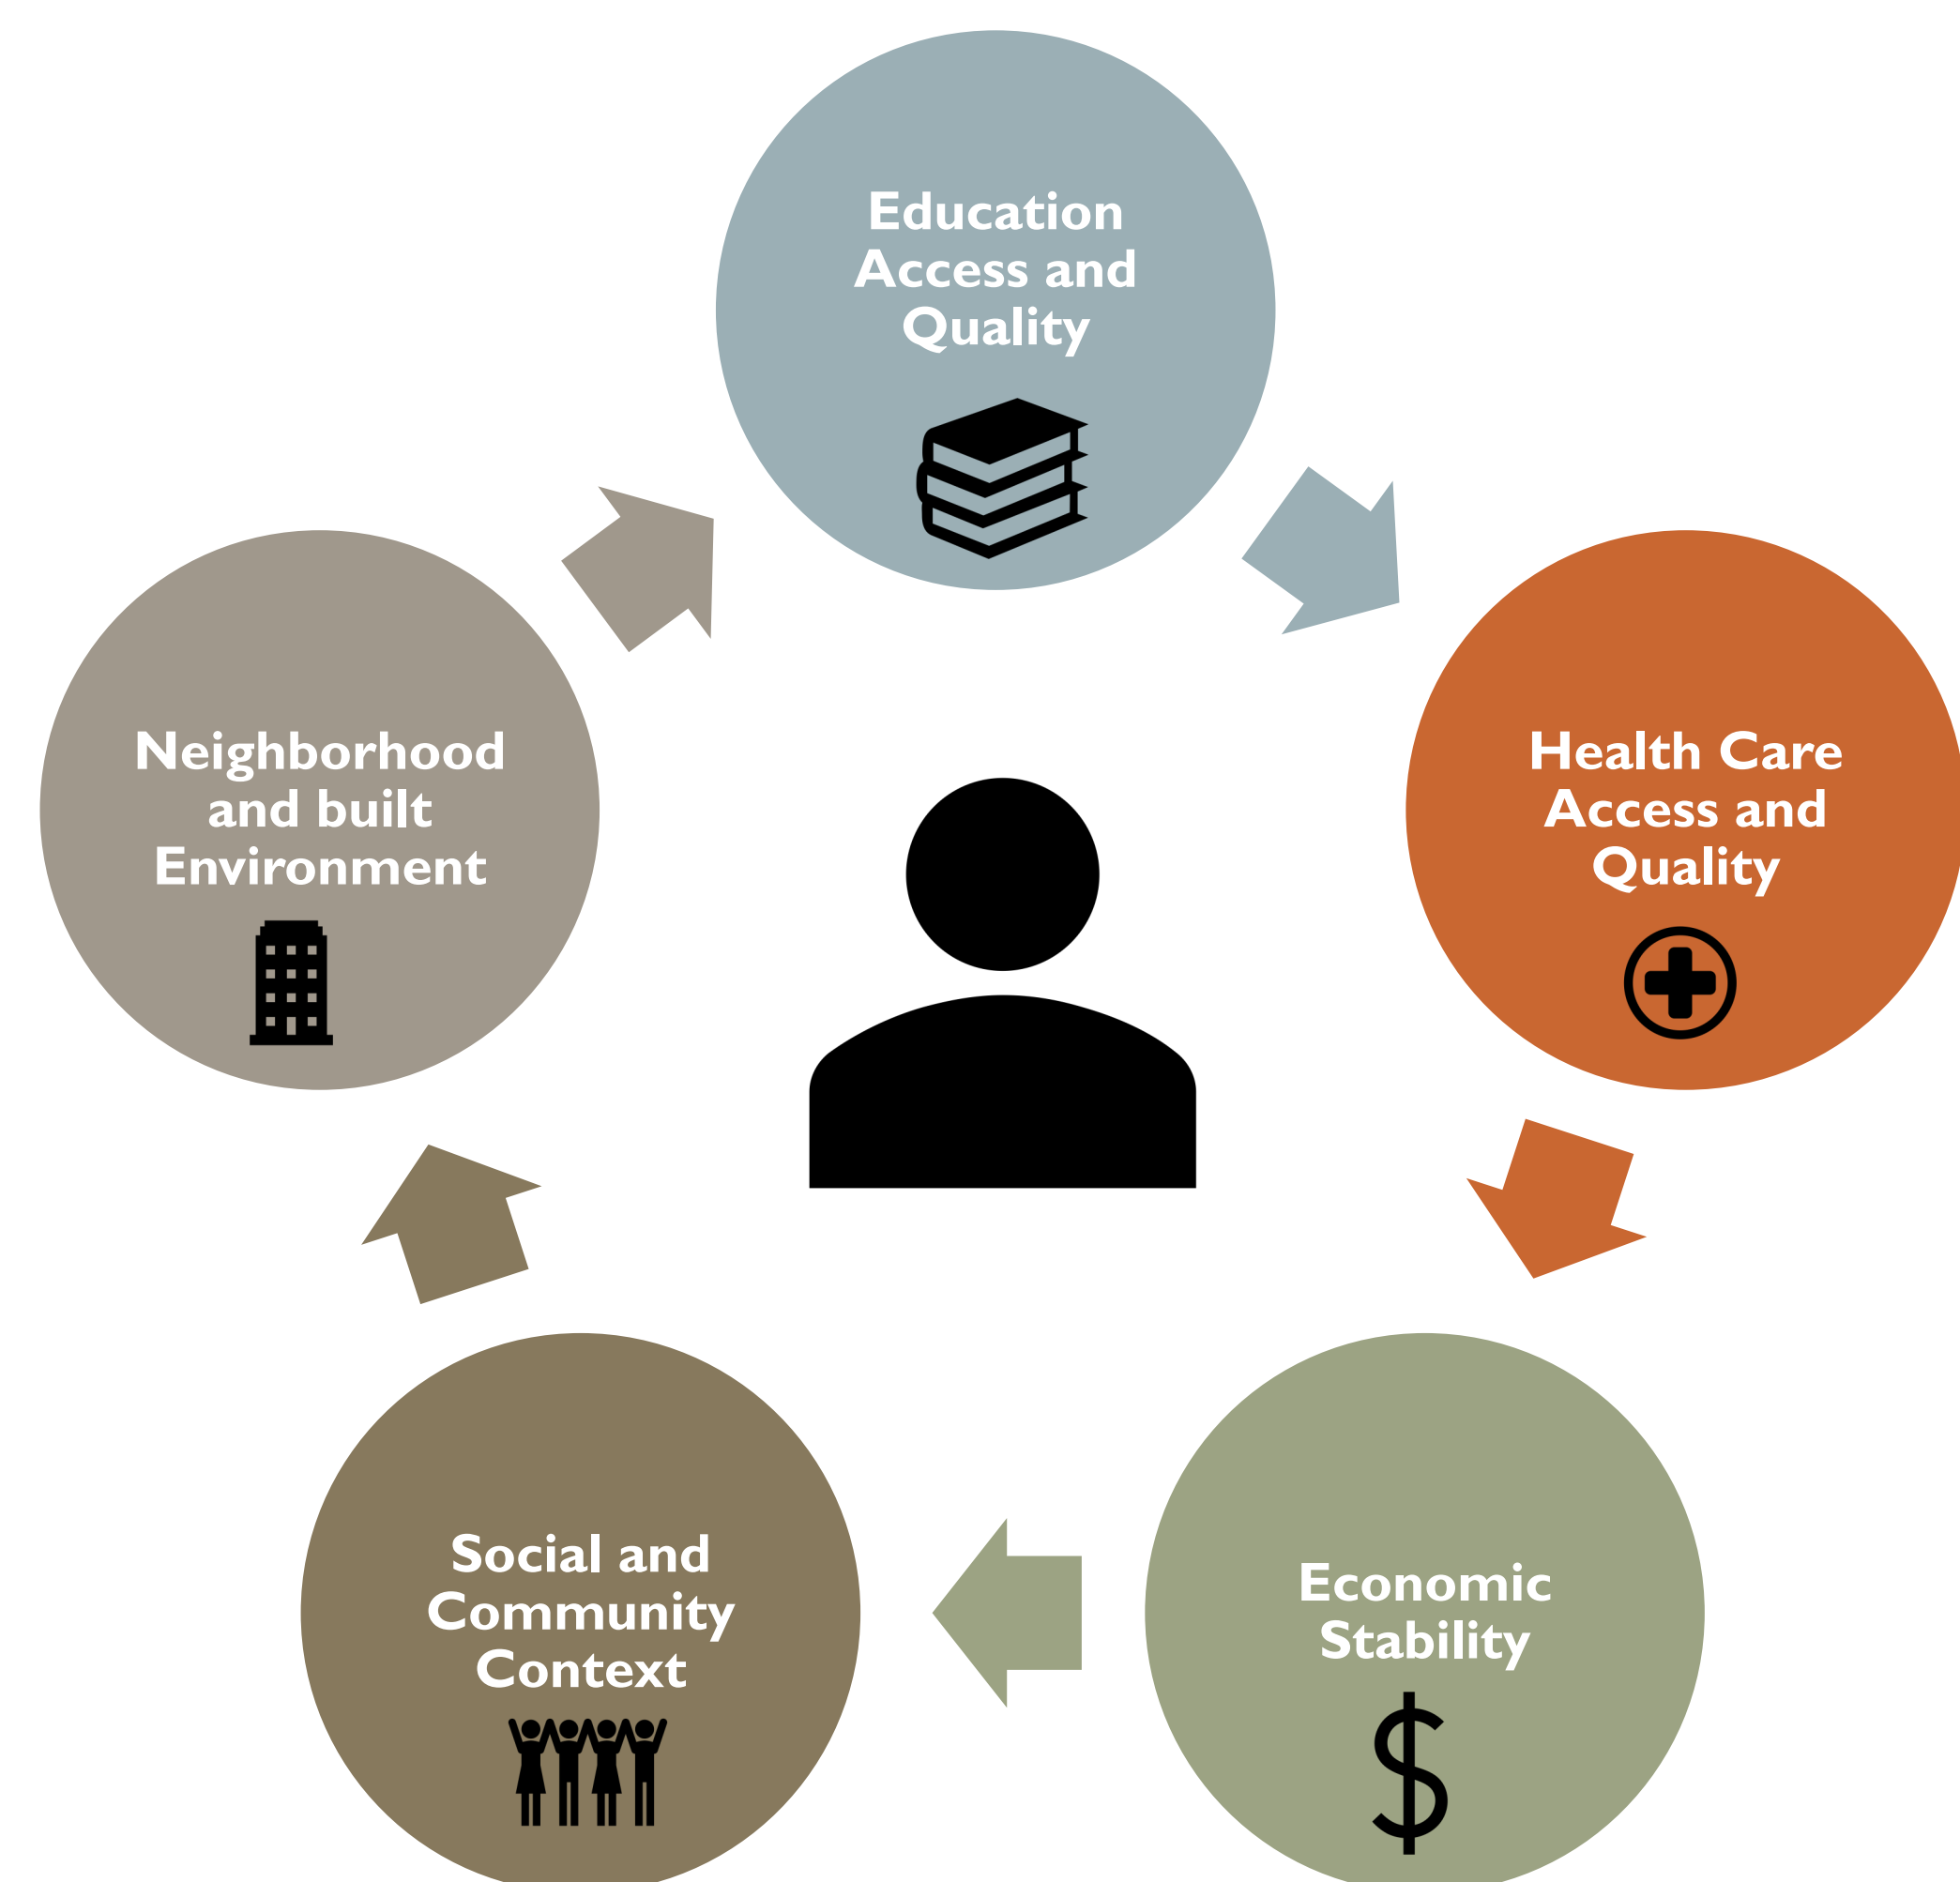 Education
Access and
Quality
Health Care
Access and
Quality
Economic
Stability
Social and
Community
Context
Neighborhood
and built
Environment